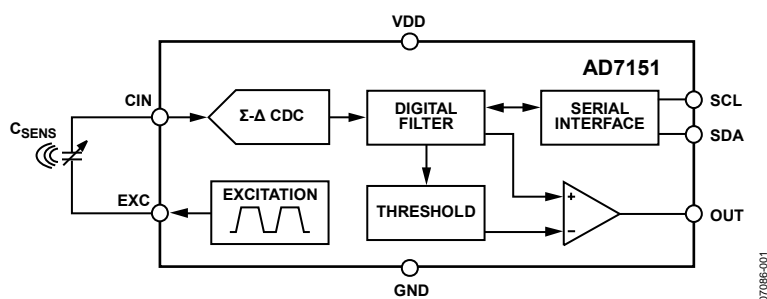 VDD
AD7151
CIN
Σ-Δ CDC
DIGITAL
FILTER
SERIAL
INTERFACE
SCL
SDA
CSENS
EXC
EXCITATION
THRESHOLD
+
−
OUT
GND
07086-001